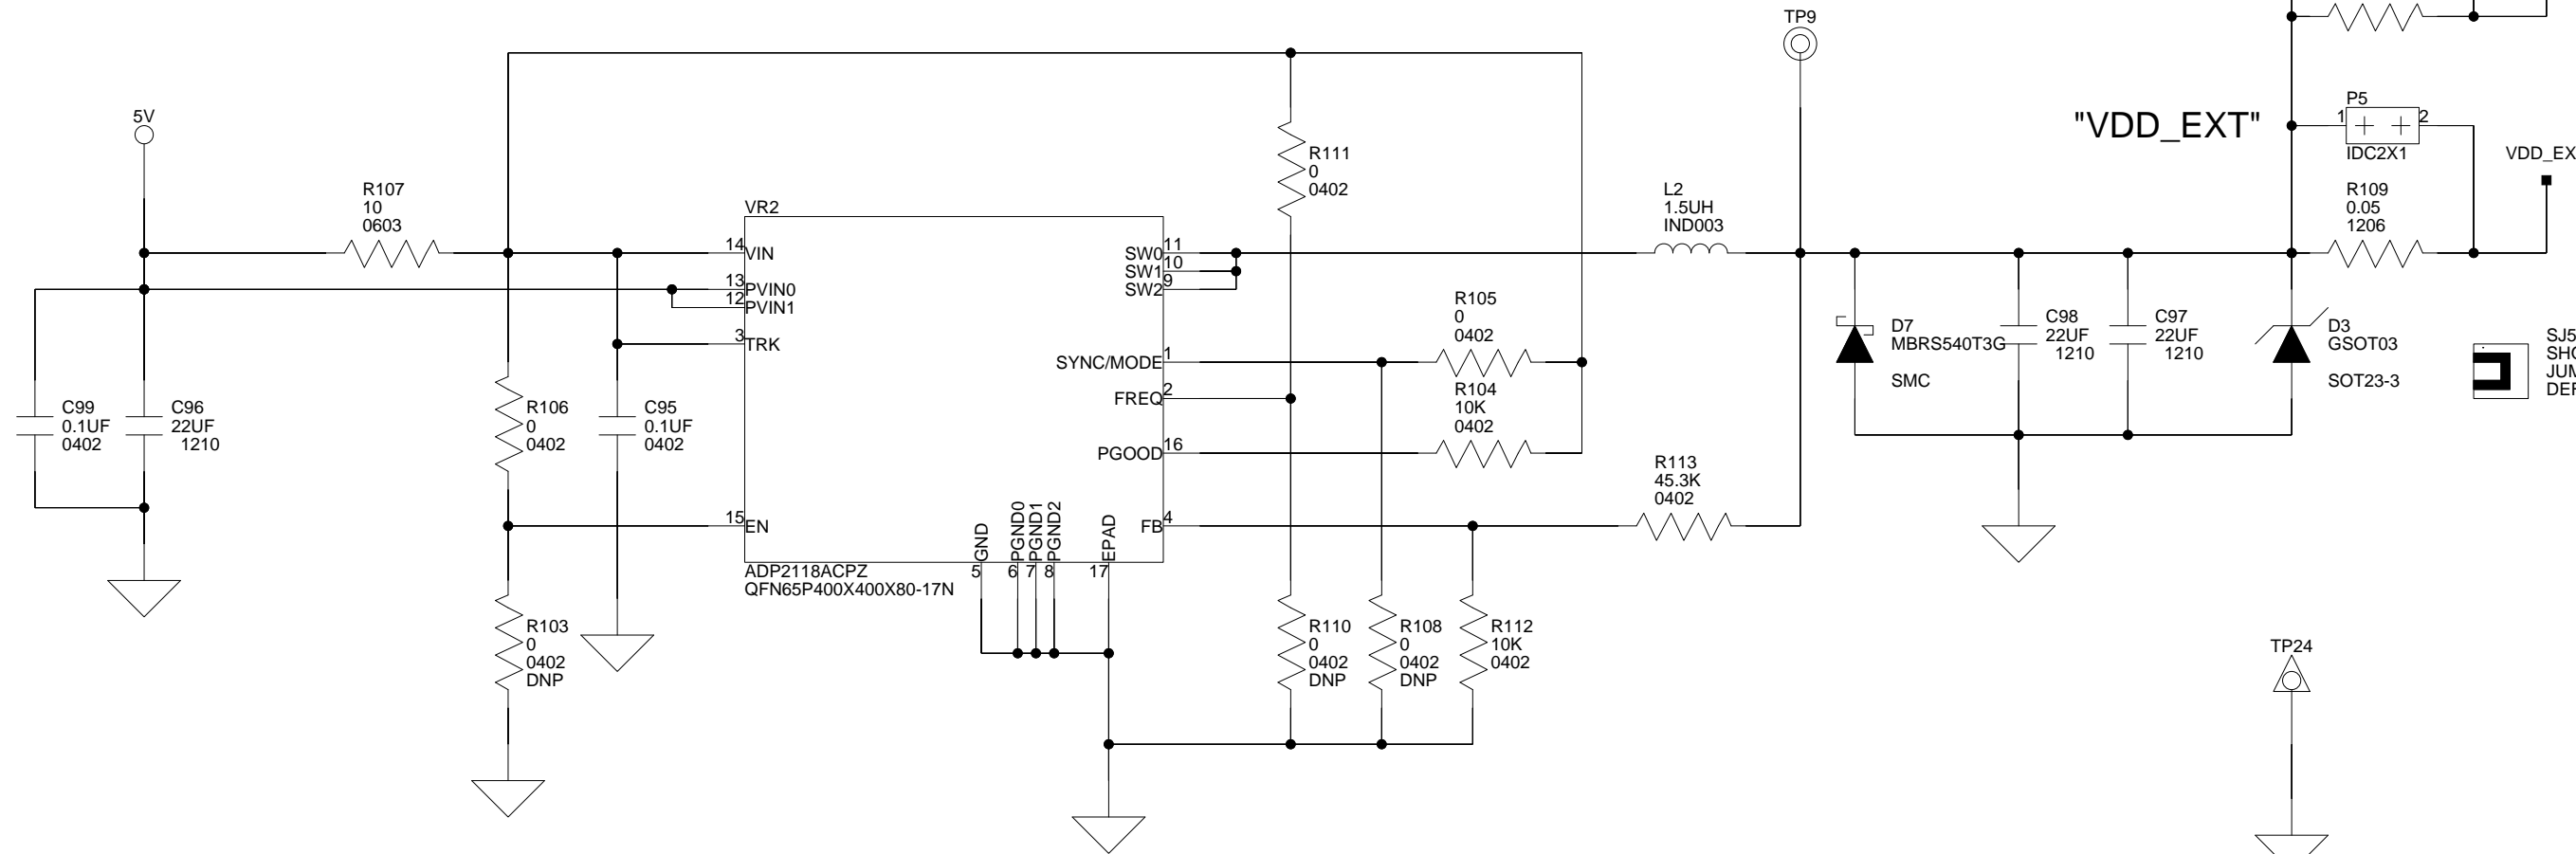 TP9
5V
"VDD_EXT"
P5
1
2
IDC2X1
VDD_EX
R107
10
0603
R111
0
0402
L2
1.5UH
IND003
R109
0.05
1206
VR2
14
VIN
13
PVIN0
12
PVIN1
3
TRK
15
EN
SW0
11
SW1
10
SW2
9
SYNC/MODE
1
FREQ
2
PGOOD
16
FB
4
GND
PGND0
PGND1
PGND2
EPAD
5
6
7
8
17
ADP2118ACPZ
QFN65P400X400X80-17N
R105
0
0402
R104
10K
0402
R113
45.3K
0402
D7
MBRS540T3G
SMC
C98
22UF
1210
C97
22UF
1210
D3
GSOT03
SOT23-3
SJ5
SHO
JUM
DEF
C99
0.1UF
0402
C96
22UF
1210
R106
0
0402
C95
0.1UF
0402
R103
0
0402
DNP
R110
0
0402
DNP
R108
0
0402
DNP
R112
10K
0402
TP24